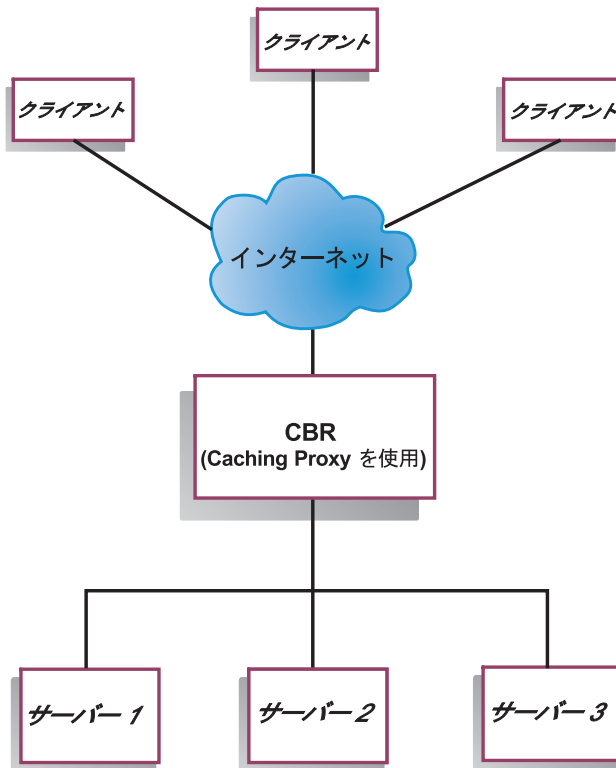 クライアント
クライアント
クライアント
インターネット
CBR
(Caching Proxy を使用)
サーバー 1
サーバー 2
サーバー 3